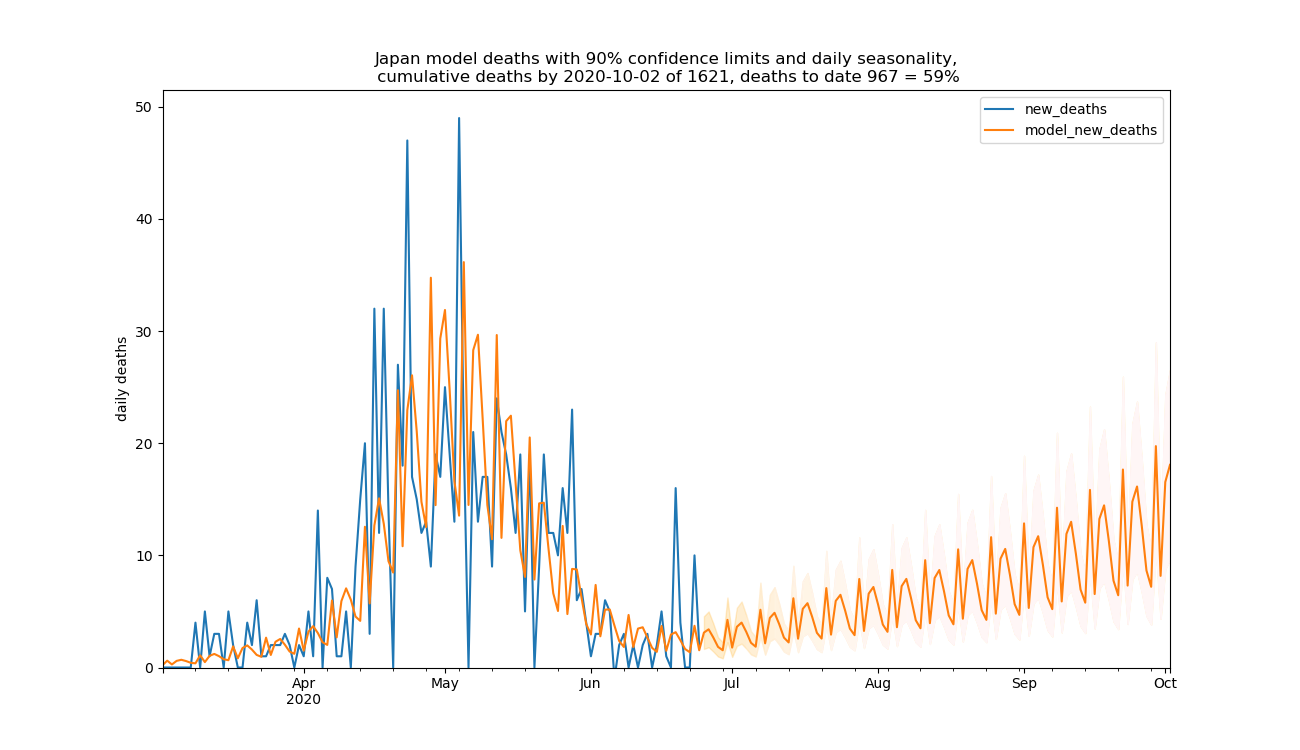 Japan model deaths with 90% confidence limits and daily seasonality,
cumulative deaths by 2020-10-02 of 1621, deaths to date 967 = 59%
new_deaths
model_new_deaths
daily deaths
50
40
30
20
10
0
Apr
2020
May
Jun
Jul
Aug
Sep
Oct